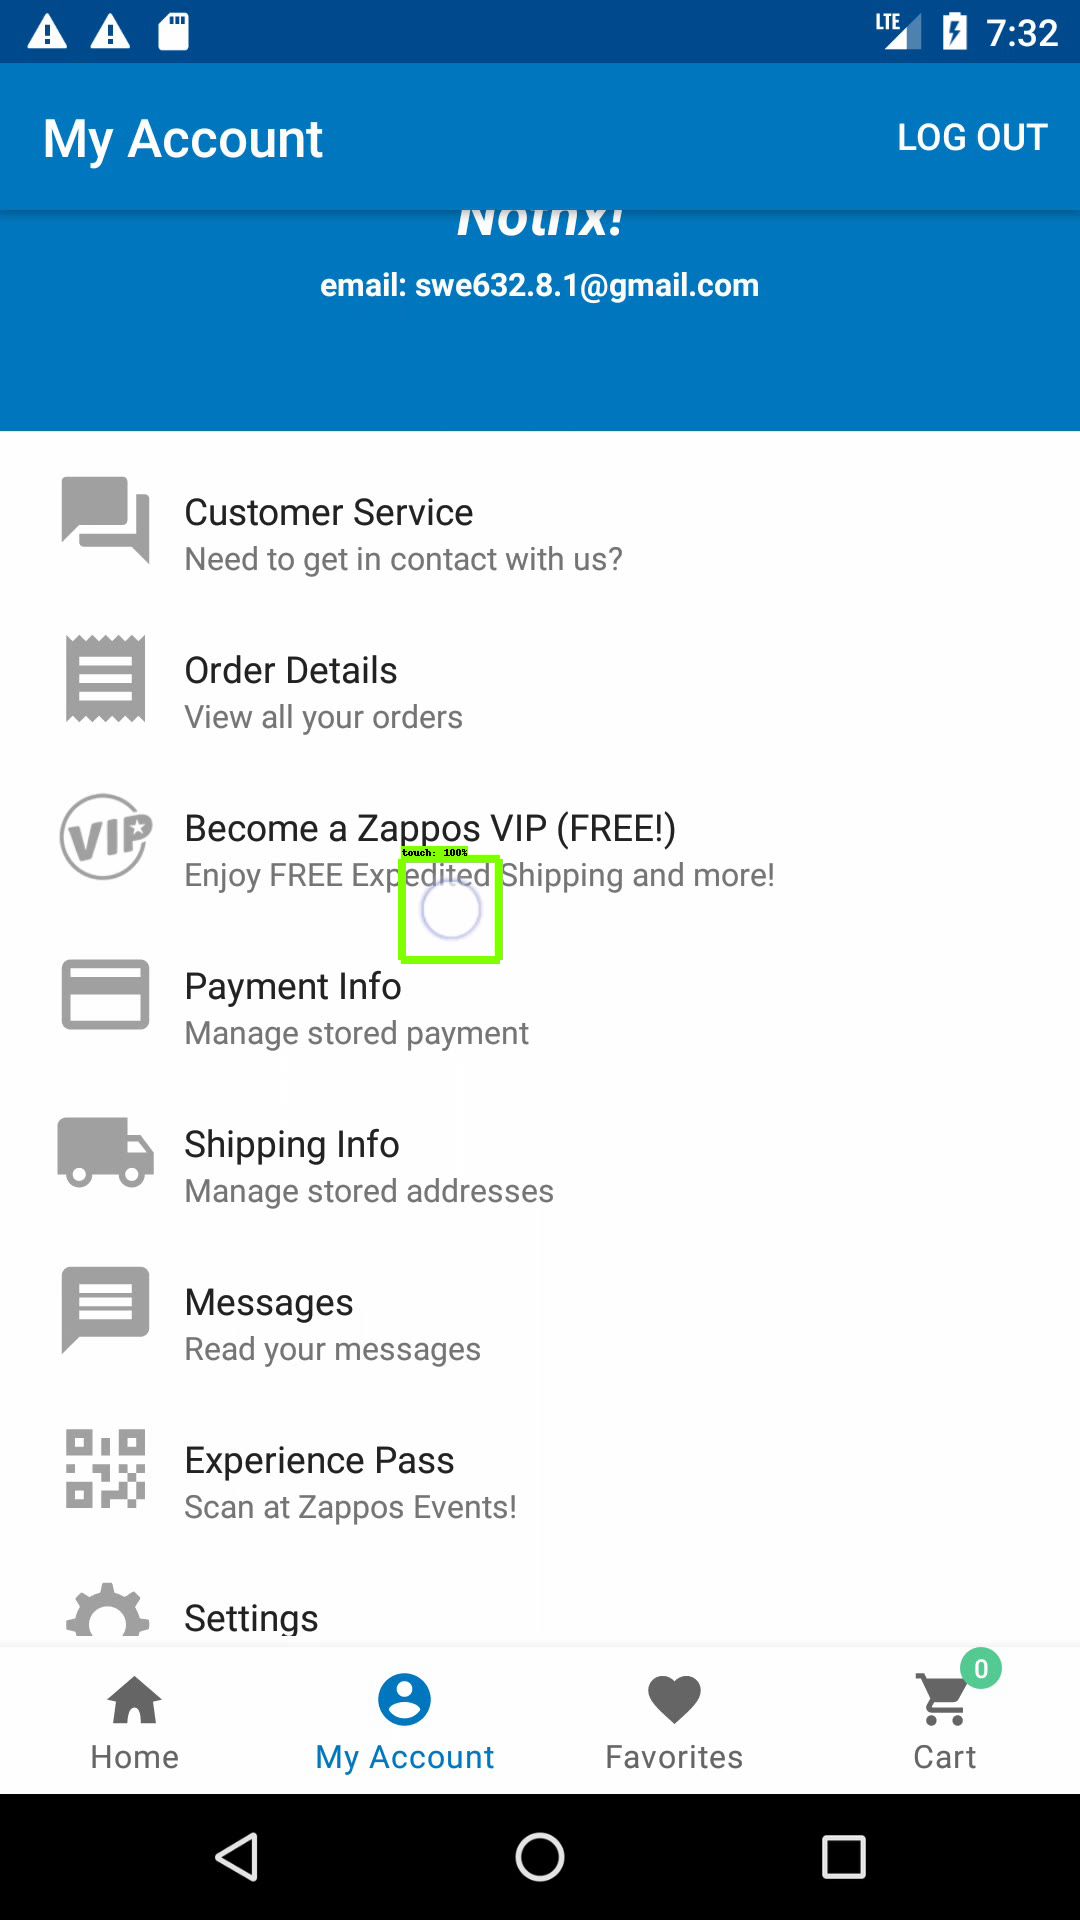 LTE 7:32
My Account LOG OUT
Nothx!
email: swe632.8.1@gmail.com
Customer Service
Need to get in contact with us?
Order Details
View all your orders
VIP
Become a Zappos VIP (FREE!)
touch: 100%
Enjoy FREE Expedited Shipping and more!
Payment Info
Manage stored payment
Shipping Info
Manage stored addresses
Messages
Read your messages
Experience Pass
Scan at Zappos Events!
Settings
0
Home My Account Favorites Cart